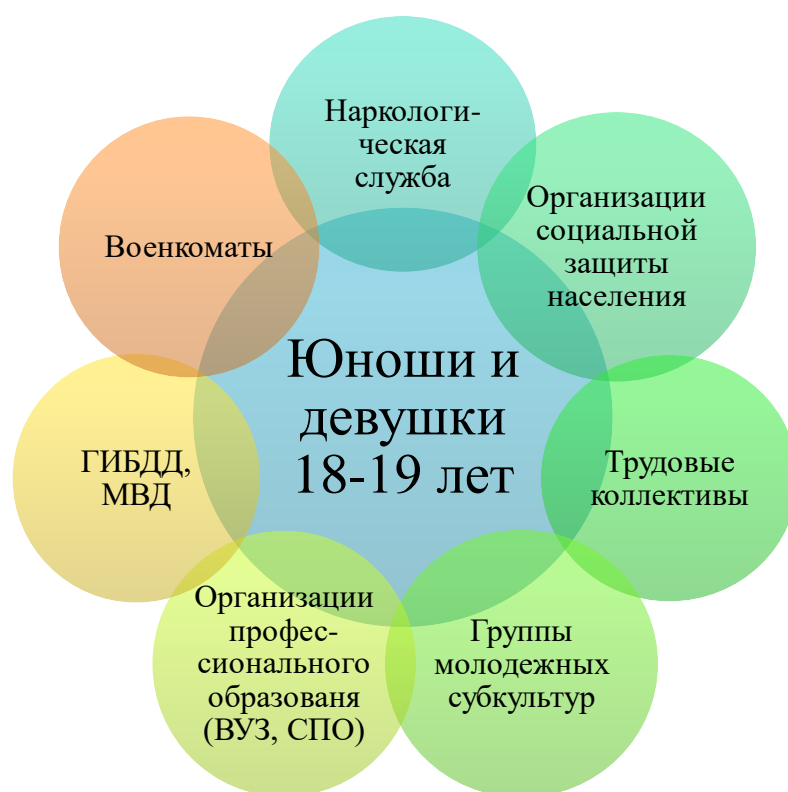 Наркологи-
ческая
служба
Организации
социальной
защиты
населения
Трудовые
коллективы
Группы
молодежных
субкультур
Организации
профес-
сионального
образованя
(ВУЗ, СПО)
ГИБДД,
МВД
Военкоматы
Юноши и
девушки
18-19 лет